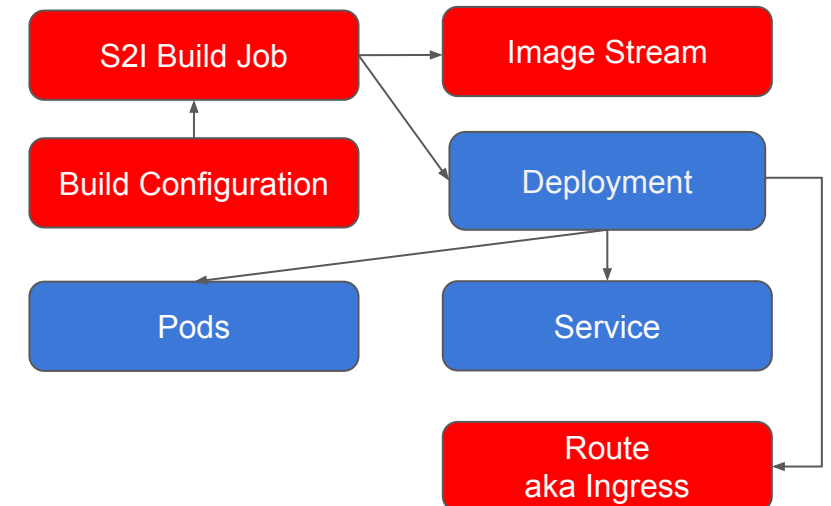 S2I Build Job
Image Stream
Build Configuration
Deployment
Pods
Service
Route
aka Ingress